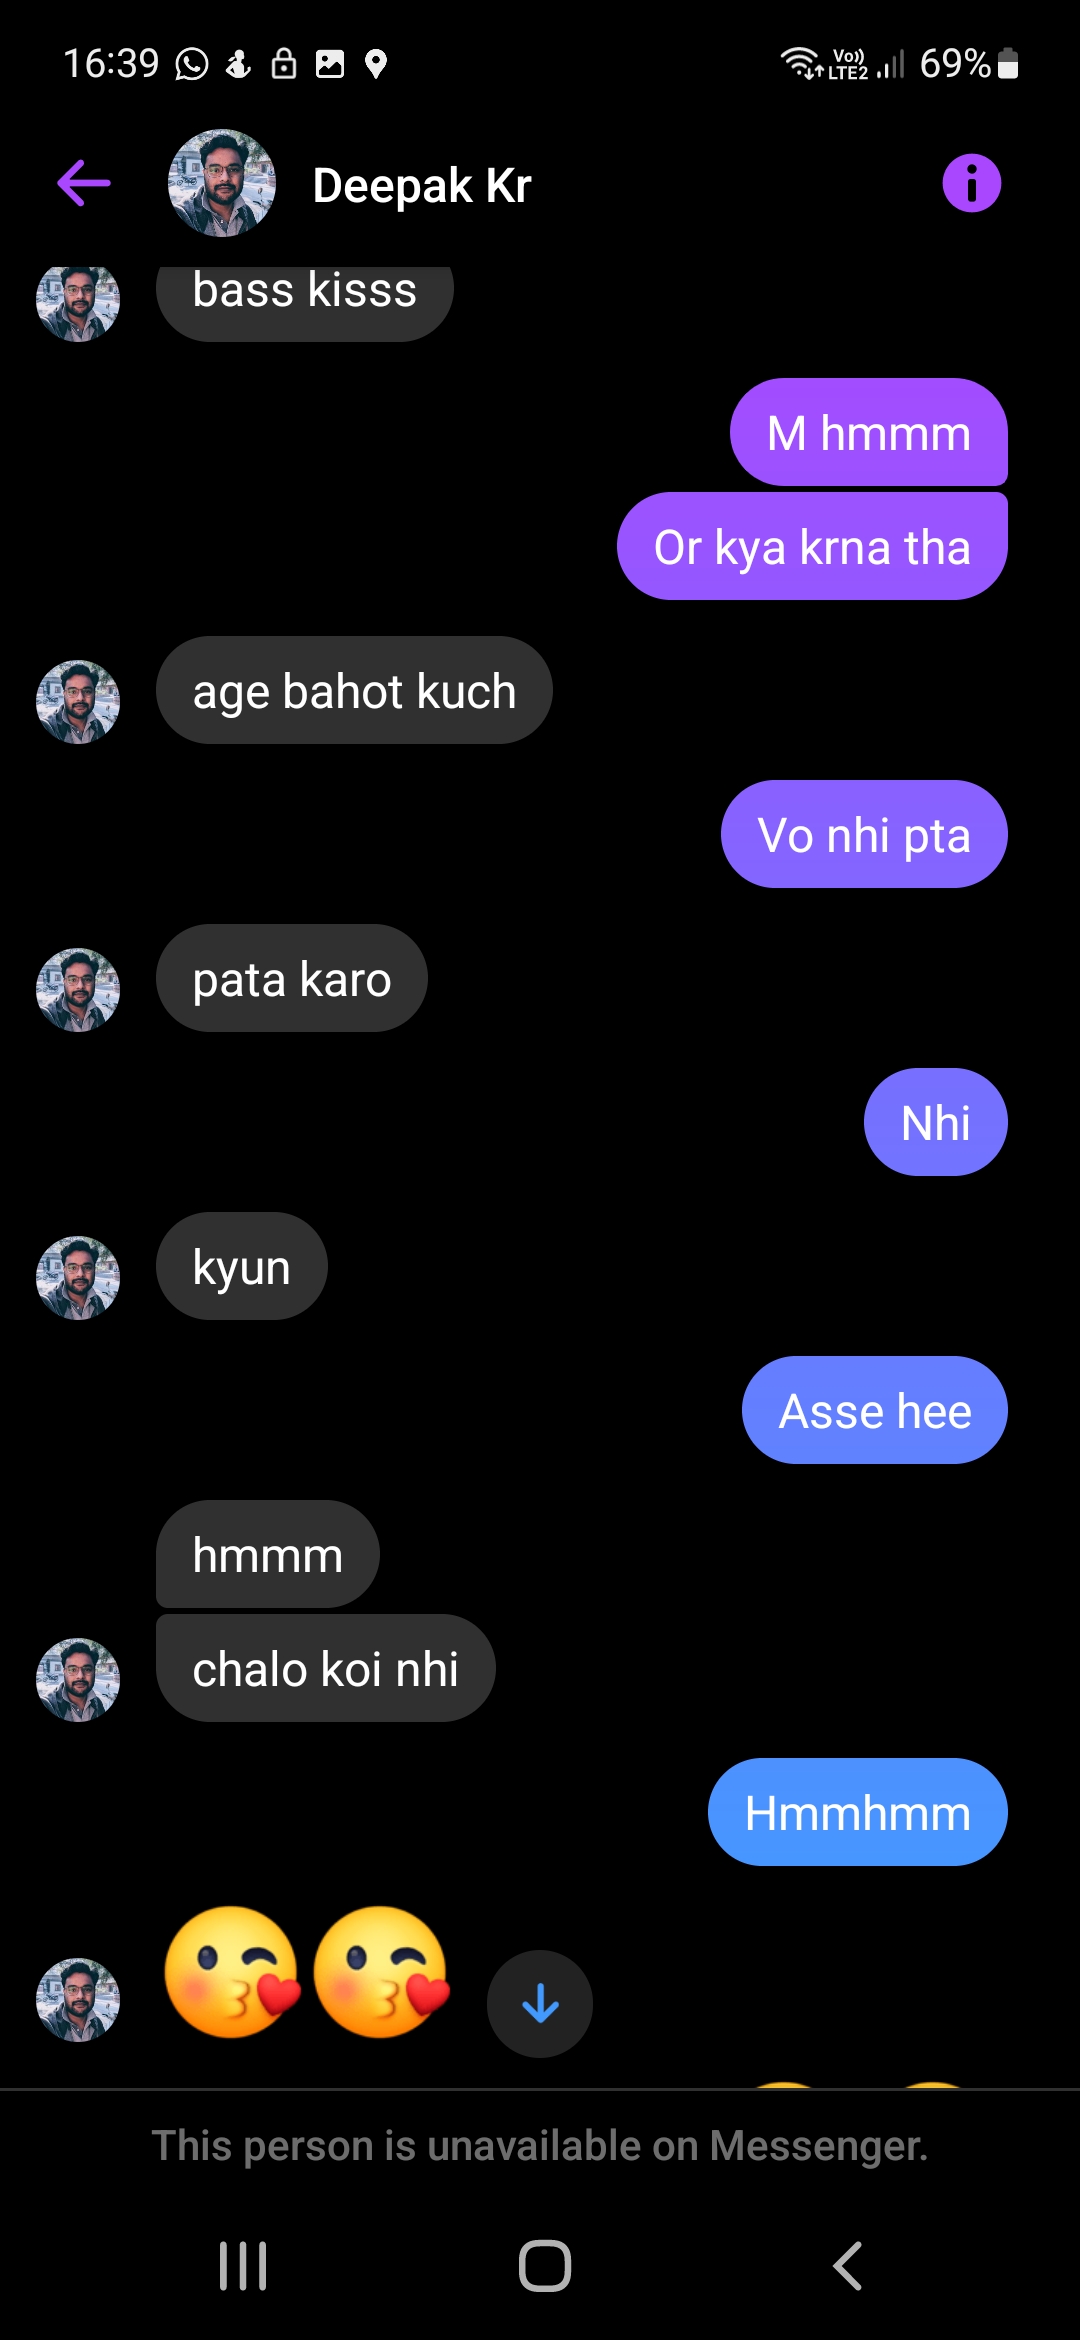 16:39
Vo)) LTE2 69%
Deepak Kr
bass kisss
M hmmm
Or kya krna tha
age bahot kuch
Vo nhi pta
pata karo
Nhi
kyun
Asse hee
hmmm
chalo koi nhi
Hmmhmm
This person is unavailable on Messenger.